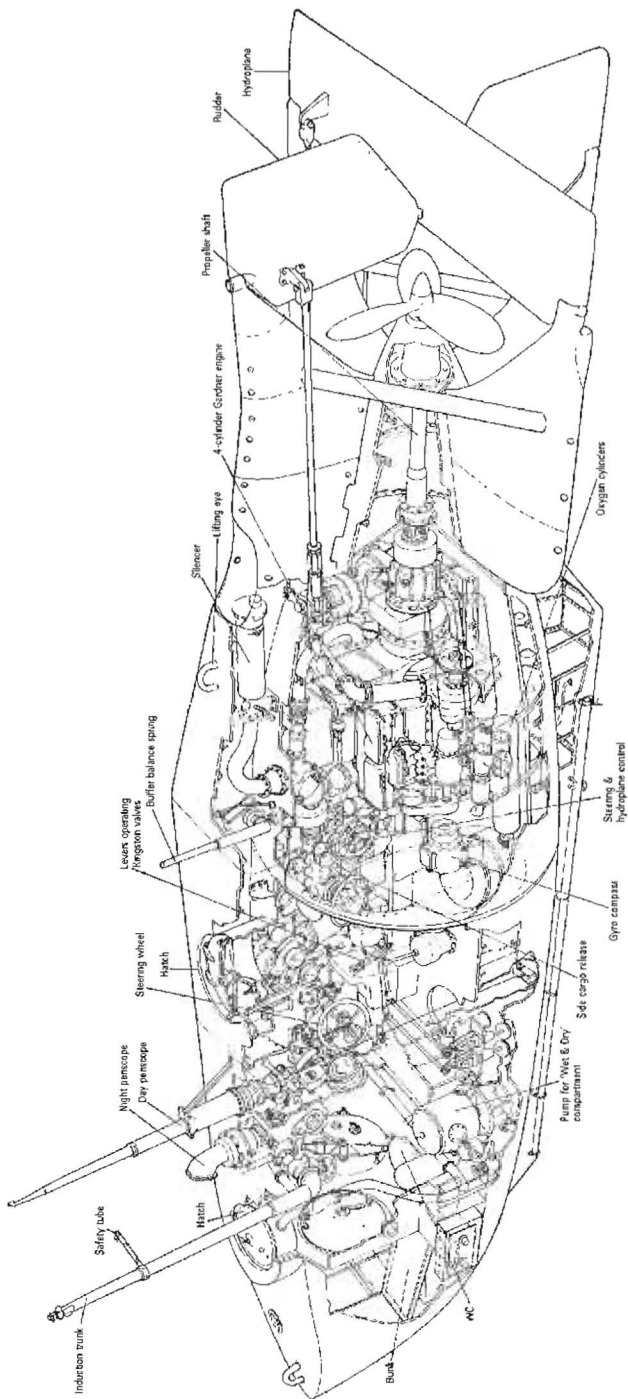 Induction trunk
Safety tube
Hatch
Night periscope
Day periscope
Steering wheel
Hatch
Levers operating
Kingston valves
Buffer balance spring
Silencer
Lifting eye
4-cylinder Gardner engine
Propeller shaft
Rudder
Hydroplane
Bunk
WC
Pump for 'Wet & Dry'
compartment
Side cargo release
Gyro compass
Steering &
hydroplane control
Oxygen cylinders